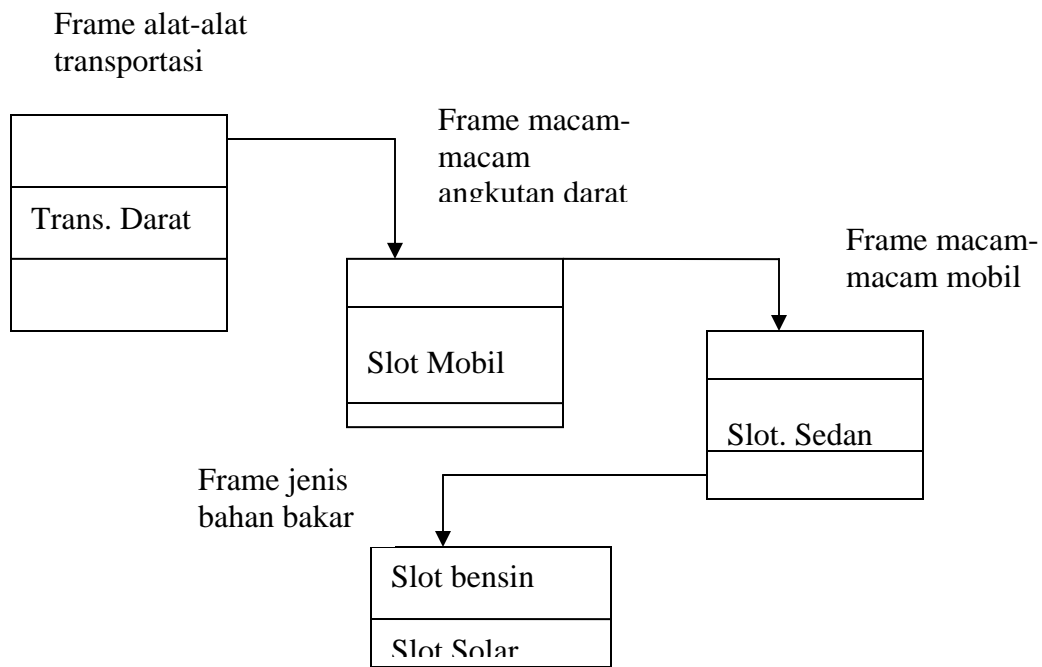 Frame alat-alat
transportasi
Trans. Darat
Frame macam-
macam
angkutan darat
Slot Mobil
Frame macam-
macam mobil
Slot. Sedan
Frame jenis
bahan bakar
Slot bensin
Slot Solar